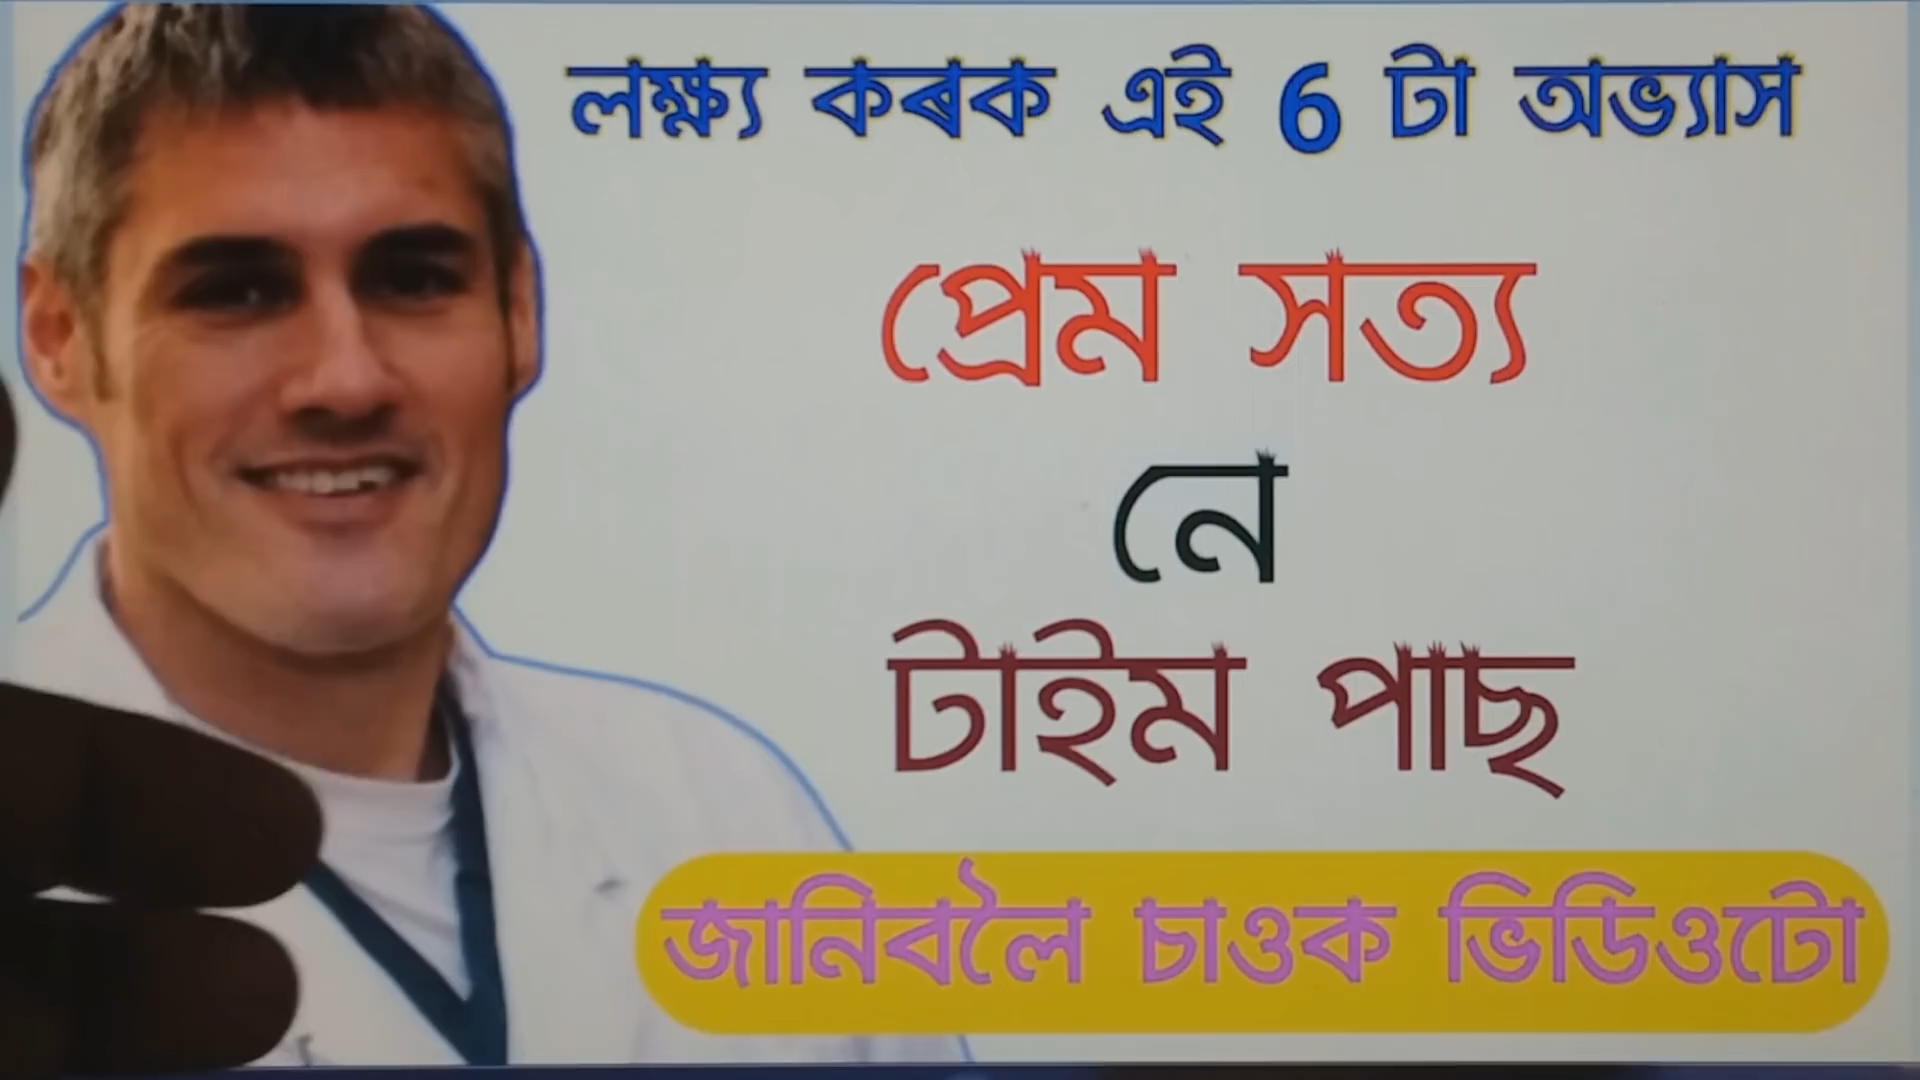 লক্ষ্য কৰক এই 6 টা অভ্যাস
প্ৰেম সত্য
নে
টাইম পাছ
জানিবলৈ চাওক ভিডিওটো